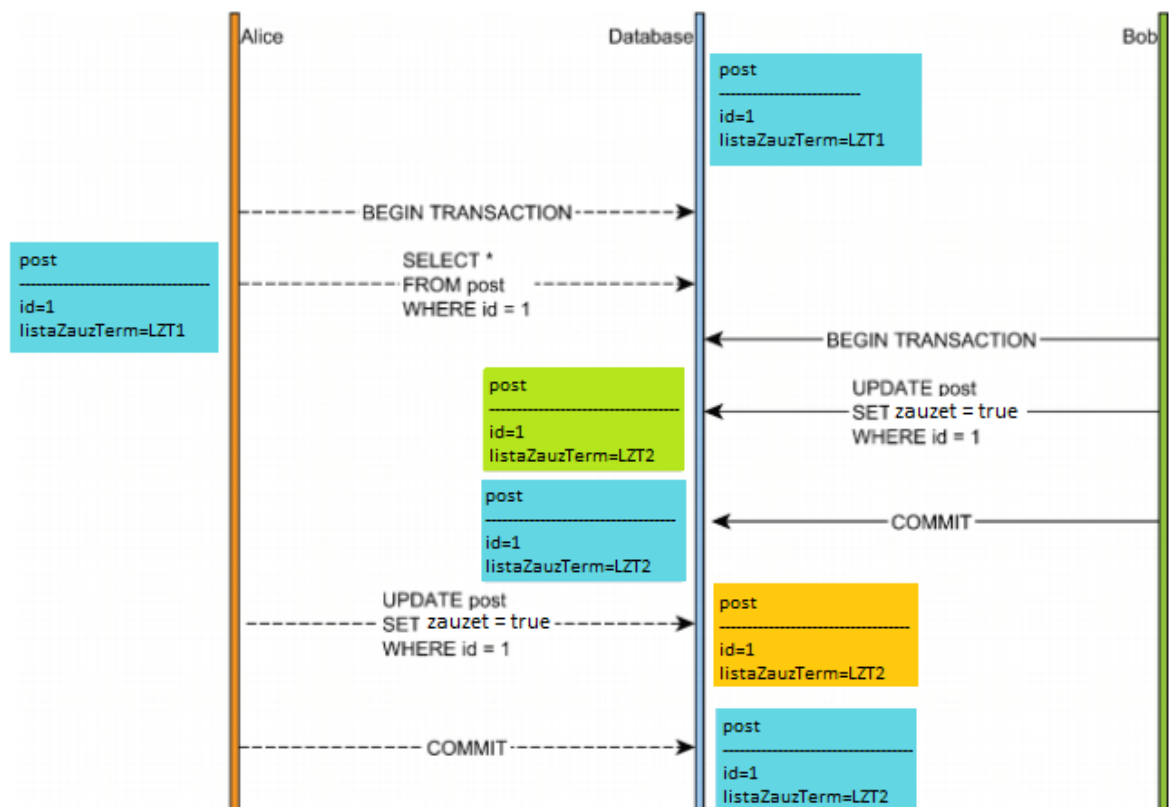 Alice
Database
Bob
post
----------------------------
id=1
listaZauzTerm=LZT1
BEGIN TRANSACTION
post
--------------------------------------
id=1
listaZauzTerm=LZT1
SELECT *
FROM post
WHERE id = 1
BEGIN TRANSACTION
post
--------------------------------------
id=1
listaZauzTerm=LZT2
UPDATE post
SET zauzet = true
WHERE id = 1
post
--------------------------------------
id=1
listaZauzTerm=LZT2
COMMIT
UPDATE post
SET zauzet = true
WHERE id = 1
post
--------------------------------------
id=1
listaZauzTerm=LZT2
COMMIT
post
--------------------------------------
id=1
listaZauzTerm=LZT2